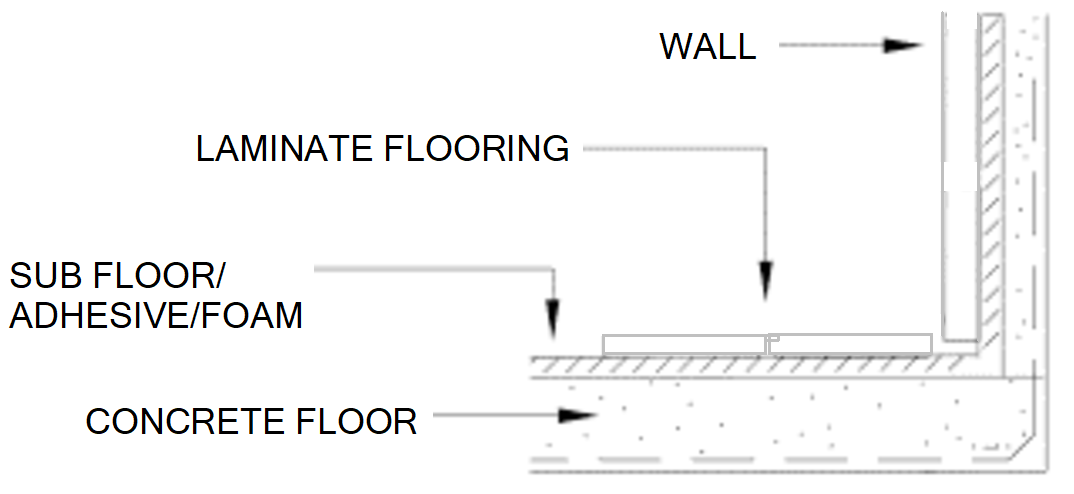 WALL
LAMINATE FLOORING
SUB FLOOR/
ADHESIVE/FOAM
CONCRETE FLOOR